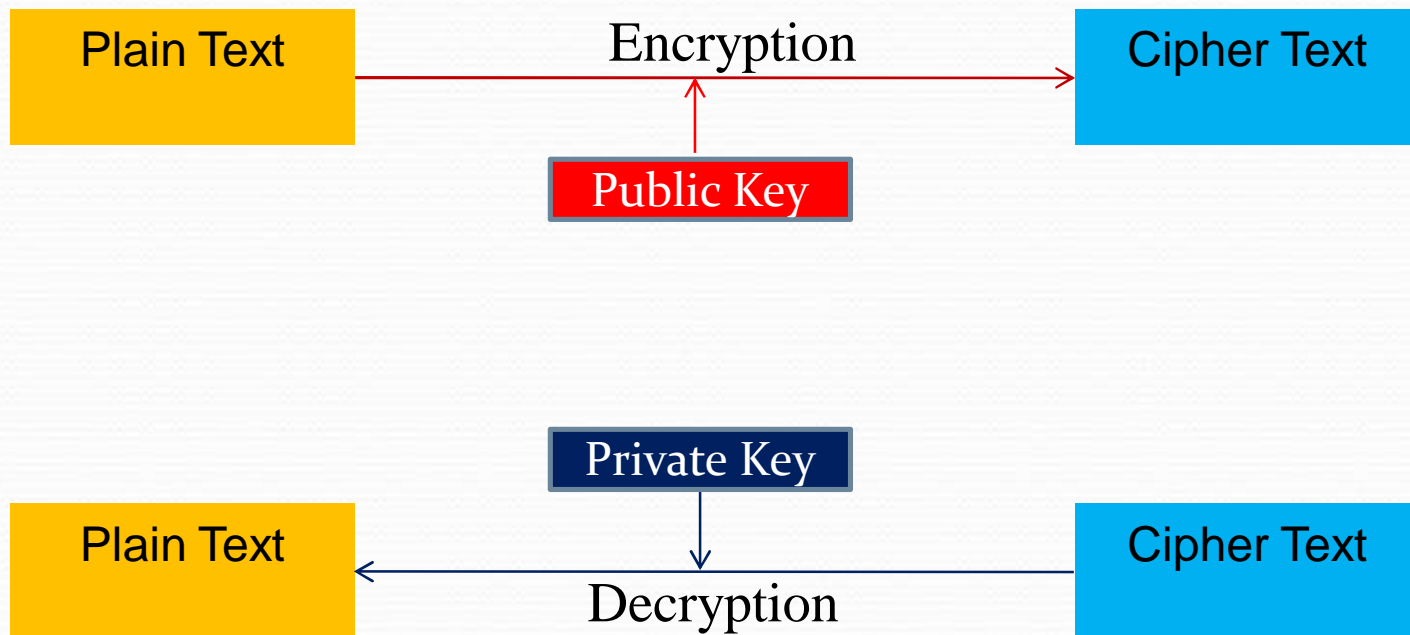 Plain Text
Encryption
Cipher Text
Public Key
Private Key
Plain Text
Decryption
Cipher Text